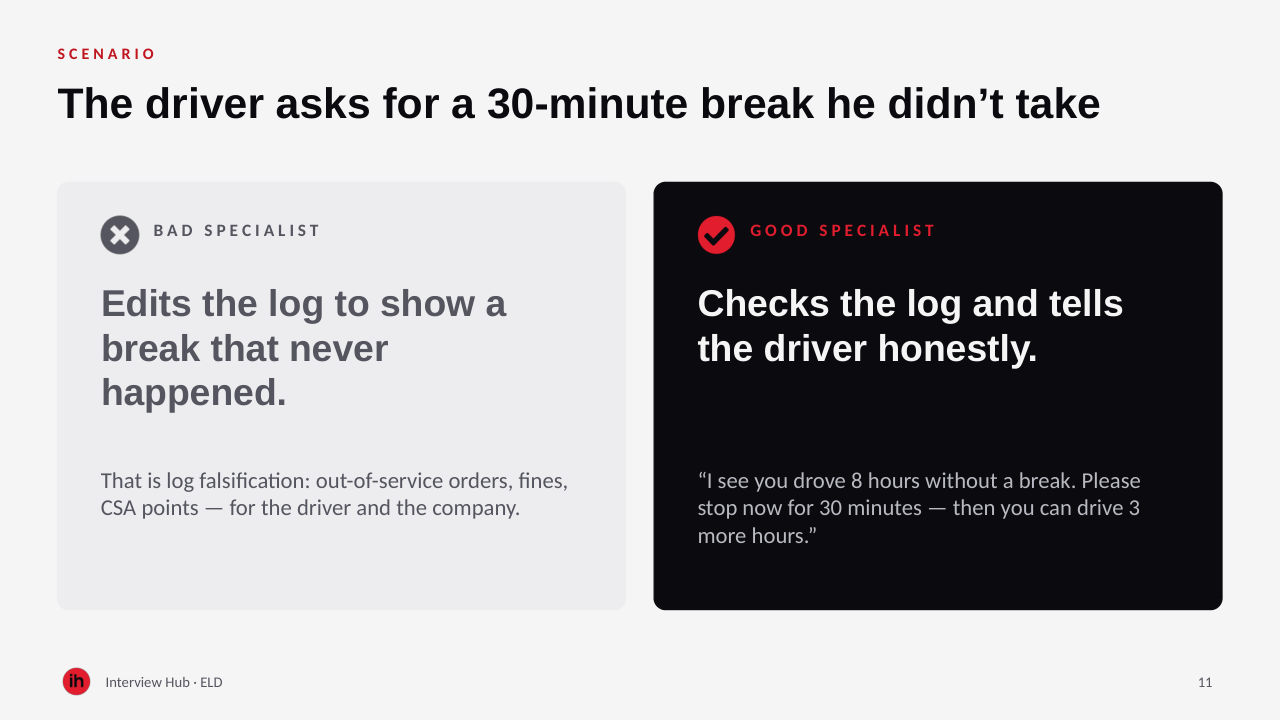 SCENARIO
The driver asks for a 30-minute break he didn’t take
BAD SPECIALIST
Edits the log to show a
break that never
happened.
That is log falsification: out-of-service orders, fines,
CSA points — for the driver and the company.
GOOD SPECIALIST
Checks the log and tells
the driver honestly.
“I see you drove 8 hours without a break. Please
stop now for 30 minutes — then you can drive 3
more hours.”
ih
Interview Hub · ELD
11